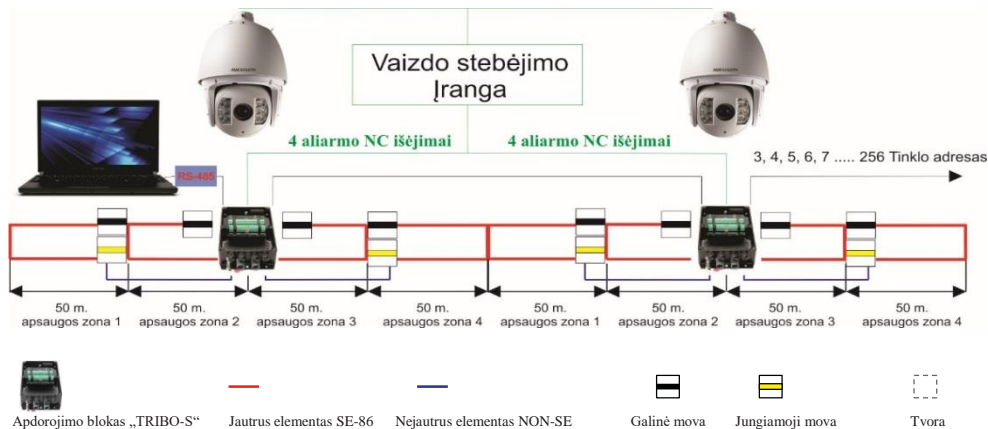 Vaizdo stebėjimo
Įranga
HIKVISION
HIKVISION
4 aliarmo NC išėjimai
4 aliarmo NC išėjimai
3, 4, 5, 6, 7 ..... 256 Tinklo adresas
RS-485
50 m.
apsaugos zona 1
50 m.
apsaugos zona 2
50 m.
apsaugos zona 3
50 m.
apsaugos zona 4
50 m.
apsaugos zona 1
50 m.
apsaugos zona 2
50 m.
apsaugos zona 3
50 m.
apsaugos zona 4
Apdorojimo blokas „TRIBO-S“
Jautrus elementas SE-86
Nejautrus elementas NON-SE
Galinė mova
Jungiamoji mova
Tvora